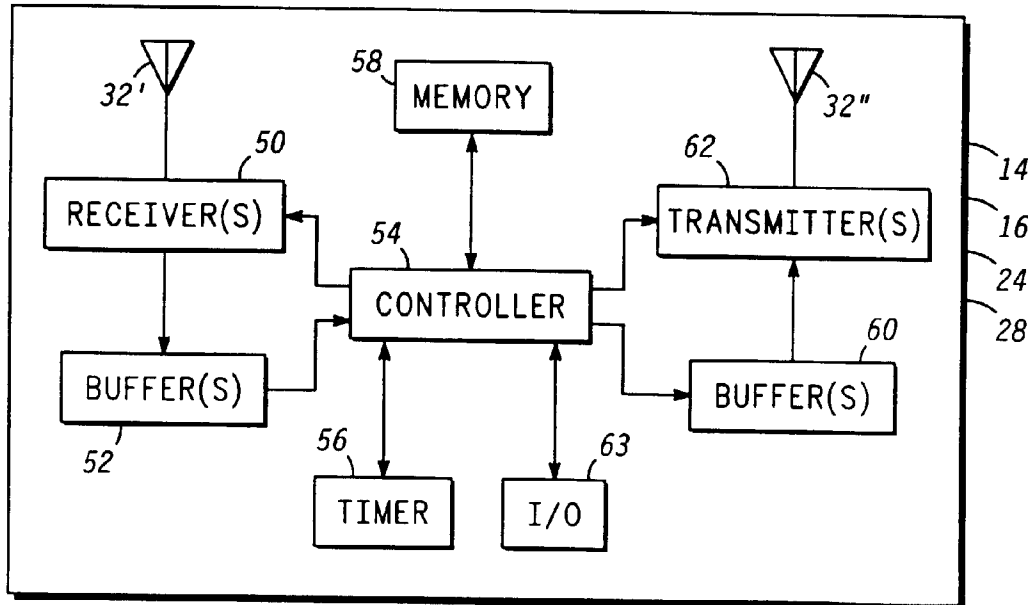 32'
58
MEMORY
32"
50
RECEIVER(S)
62
TRANSMITTER(S)
14
16
24
28
54
CONTROLLER
BUFFER(S)
52
60
BUFFER(S)
56
TIMER
63
I/O